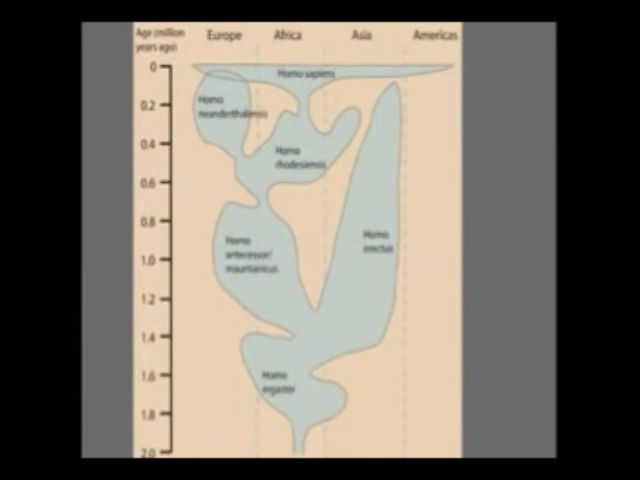 Age (million
years ago)
Europe Africa Asia Americas
0
Homo sapiens
0.2
Homo
neanderthalensis
0.4
Homo
rhodesiensis
0.6
0.8
Homo
antecessor/
mauritanicus
Homo
erectus
1.0
1.2
1.4
1.6
Homo
ergaster
1.8
2.0